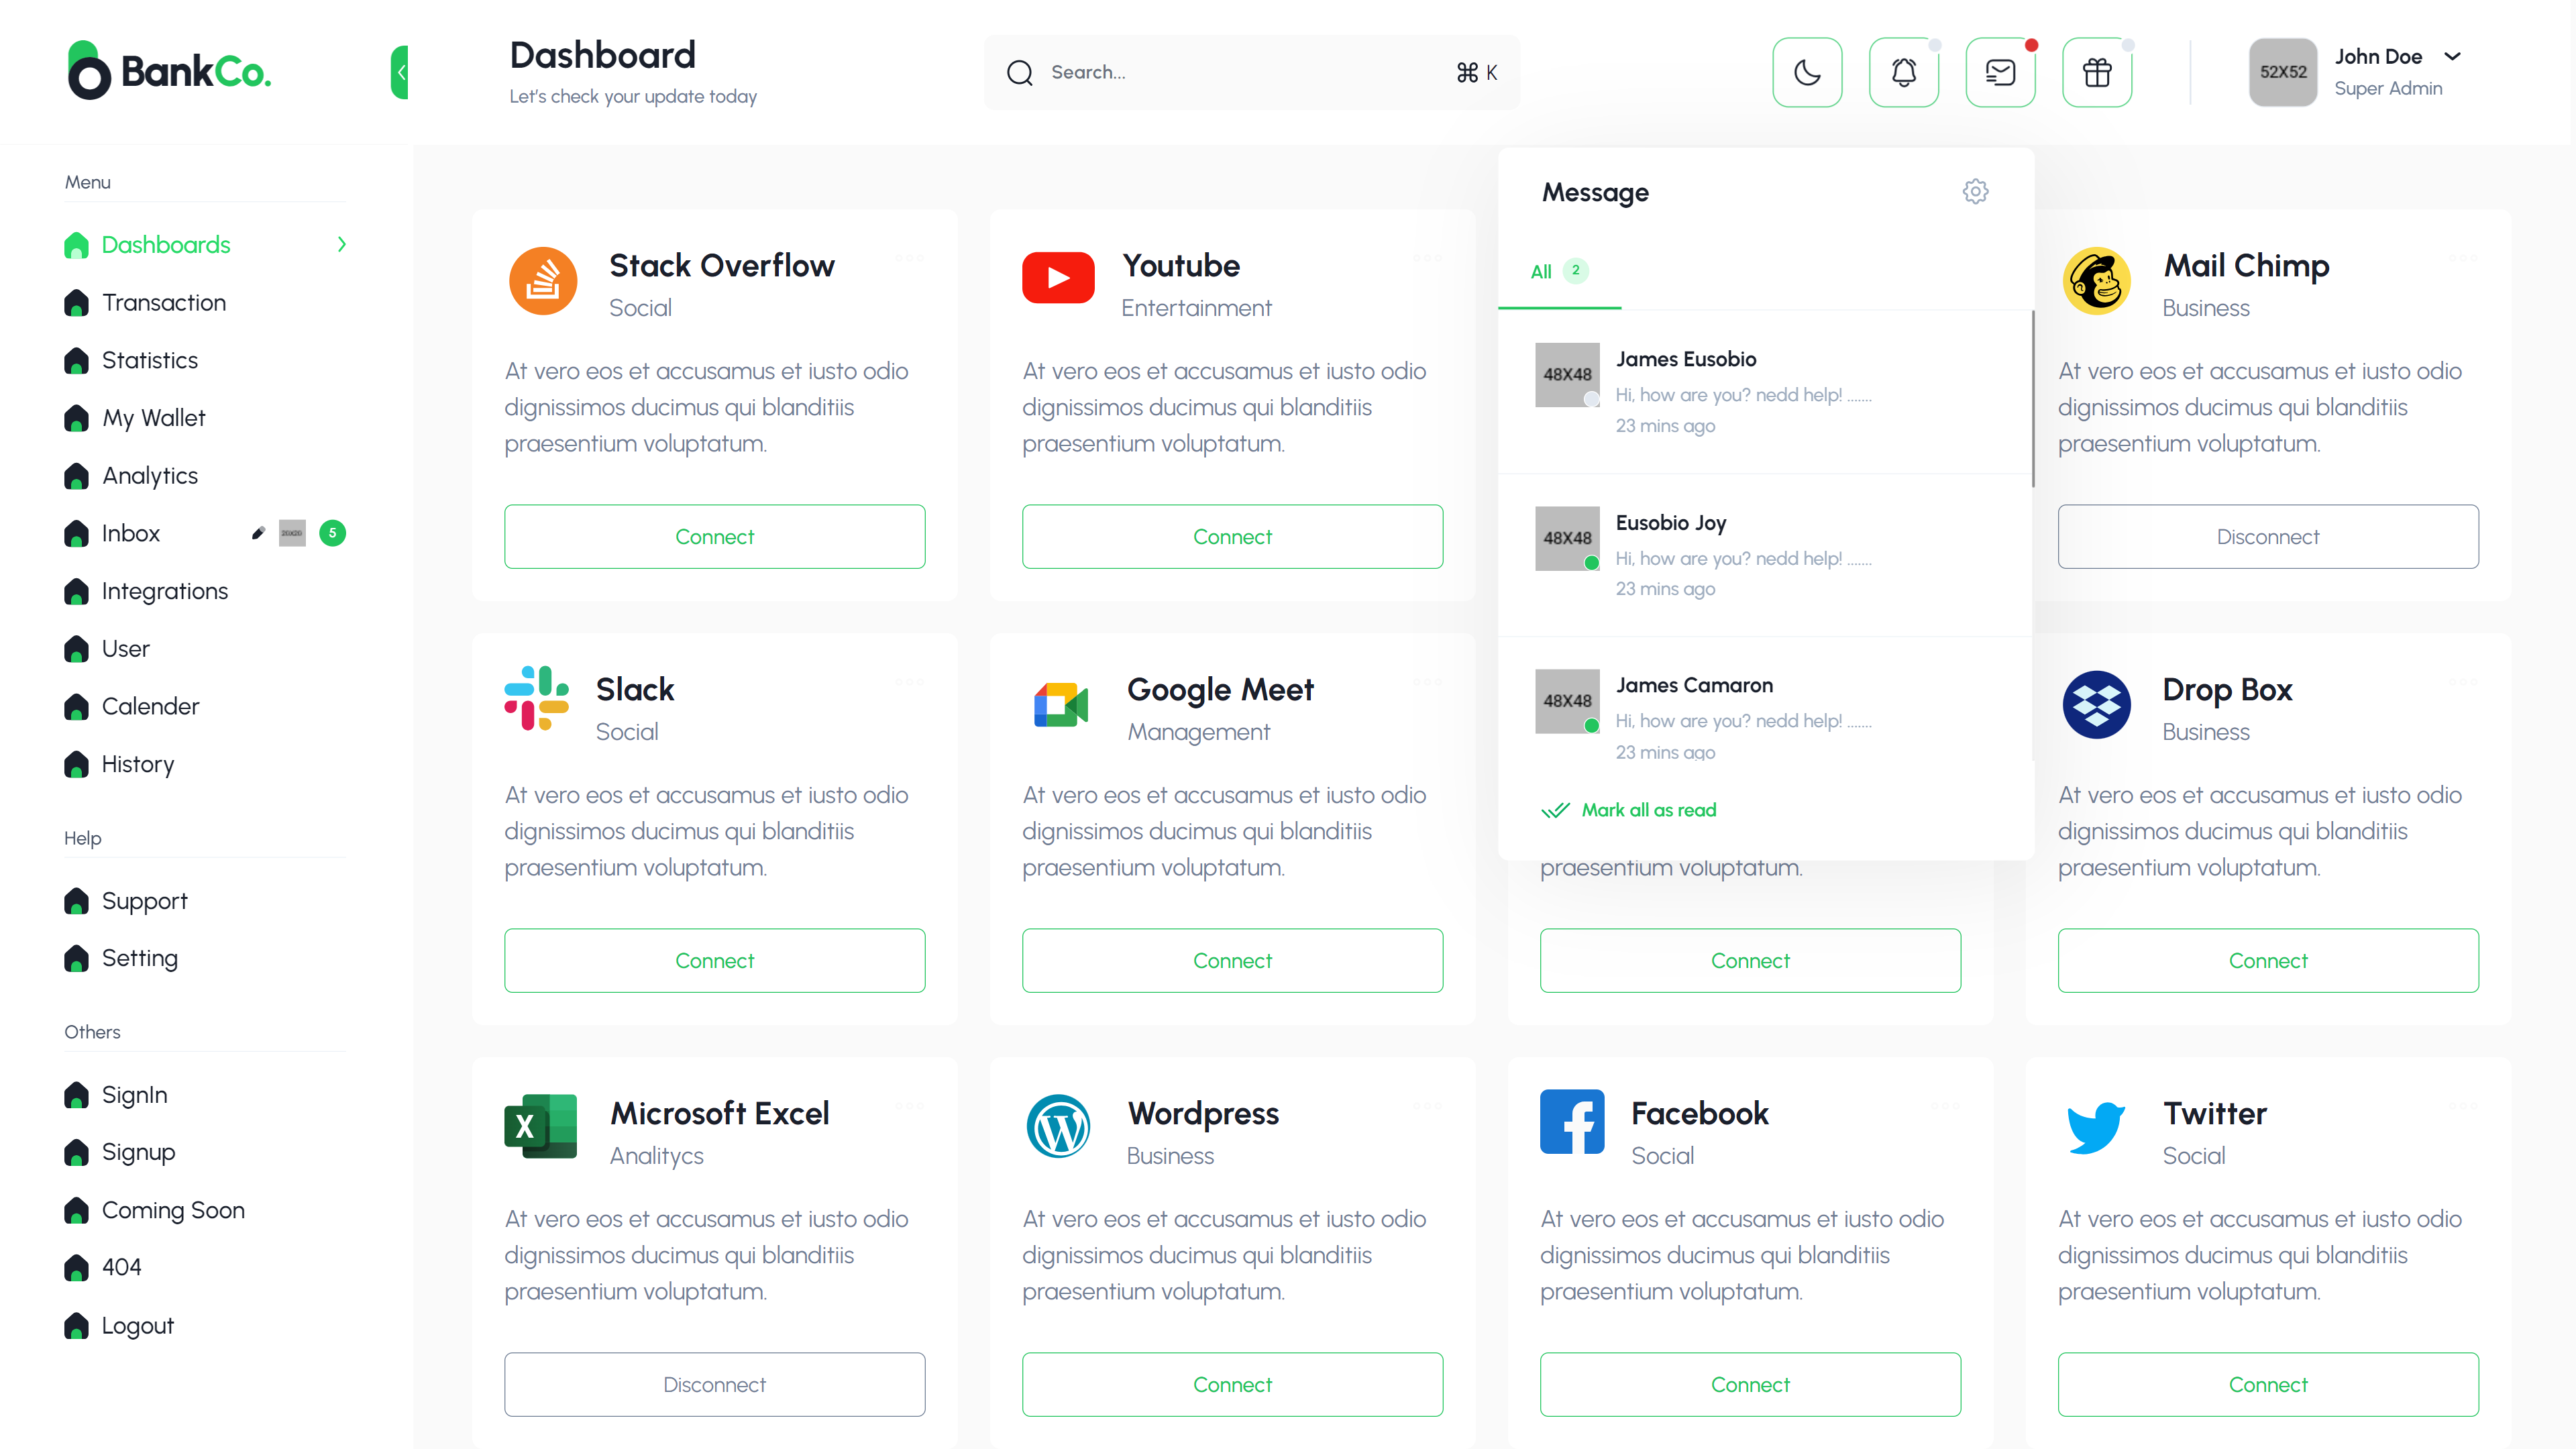 BankCo.
Dashboard
Let's check your update today
Search...
⌘ K
52X52
John Doe
Super Admin
Menu
Dashboards
Transaction
Statistics
My Wallet
Analytics
Inbox
5
Integrations
User
Calender
History
Help
Support
Setting
Others
SignIn
Signup
Coming Soon
404
Logout
Stack Overflow
Social
At vero eos et accusamus et iusto odio
dignissimos ducimus qui blanditiis
praesentium voluptatum.
Connect
Youtube
Entertainment
At vero eos et accusamus et iusto odio
dignissimos ducimus qui blanditiis
praesentium voluptatum.
Connect
Message
All 2
48X48
James Eusobio
Hi, how are you? nedd help! .......
23 mins ago
48X48
Eusobio Joy
Hi, how are you? nedd help! .......
23 mins ago
48X48
James Camaron
Hi, how are you? nedd help! .......
23 mins ago
Mark all as read
Mail Chimp
Business
At vero eos et accusamus et iusto odio
dignissimos ducimus qui blanditiis
praesentium voluptatum.
Disconnect
Slack
Social
At vero eos et accusamus et iusto odio
dignissimos ducimus qui blanditiis
praesentium voluptatum.
Connect
Google Meet
Management
At vero eos et accusamus et iusto odio
dignissimos ducimus qui blanditiis
praesentium voluptatum.
Connect
praesentium voluptatum.
Connect
Drop Box
Business
At vero eos et accusamus et iusto odio
dignissimos ducimus qui blanditiis
praesentium voluptatum.
Connect
X
Microsoft Excel
Analitycs
At vero eos et accusamus et iusto odio
dignissimos ducimus qui blanditiis
praesentium voluptatum.
Disconnect
Wordpress
Business
At vero eos et accusamus et iusto odio
dignissimos ducimus qui blanditiis
praesentium voluptatum.
Connect
Facebook
Social
At vero eos et accusamus et iusto odio
dignissimos ducimus qui blanditiis
praesentium voluptatum.
Connect
Twitter
Social
At vero eos et accusamus et iusto odio
dignissimos ducimus qui blanditiis
praesentium voluptatum.
Connect